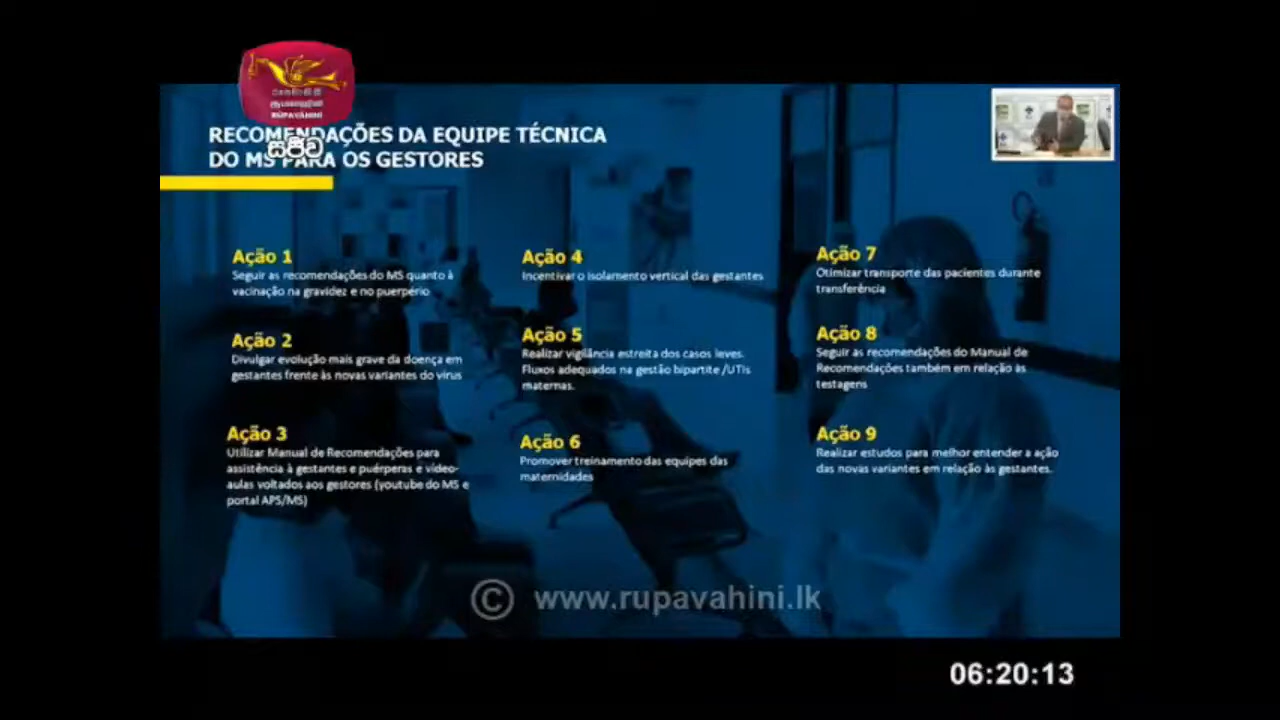 RUPAVAHINI
RECOMENDAÇÕES DA EQUIPE TÉCNICA
DO MS PARA OS GESTORES
Ação 1
Seguir as recomendações do MS quanto à
vacinação na gravidez e no puerpério
Ação 2
Divulgar evolução mais grave da doença em
gestantes frente às novas variantes do vírus
Ação 3
Utilizar Manual de Recomendações para
assistência à gestantes e puérperas e vídeo-
aulas voltados aos gestores (youtube do MS e
portal APS/MS)
Ação 4
Incentivar o isolamento vertical das gestantes
Ação 5
Realizar vigilância estreita dos casos leves.
Fluxos adequados na gestão bipartite /UTIs
maternas.
Ação 6
Promover treinamento das equipes das
maternidades
Ação 7
Otimizar transporte das pacientes durante
transferência
Ação 8
Seguir as recomendações do Manual de
Recomendações também em relação às
testagens
Ação 9
Realizar estudos para melhor entender a ação
das novas variantes em relação às gestantes.
© www.rupavahini.lk
06:20:13